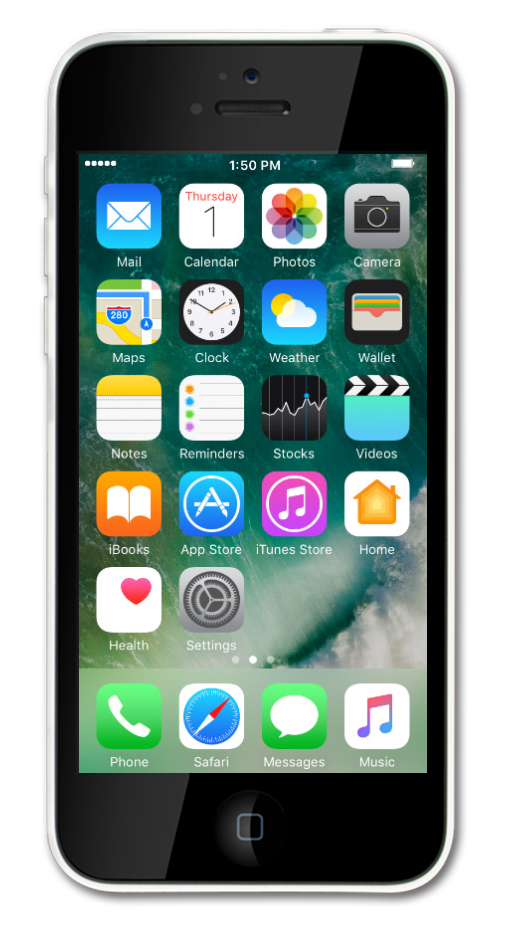 1:50 PM
Thursday
1
Mail Calendar Photos Camera
280
Maps Clock Weather Wallet
Notes Reminders Stocks Videos
iBooks App Store iTunes Store Home
Health Settings
Phone Safari Messages Music